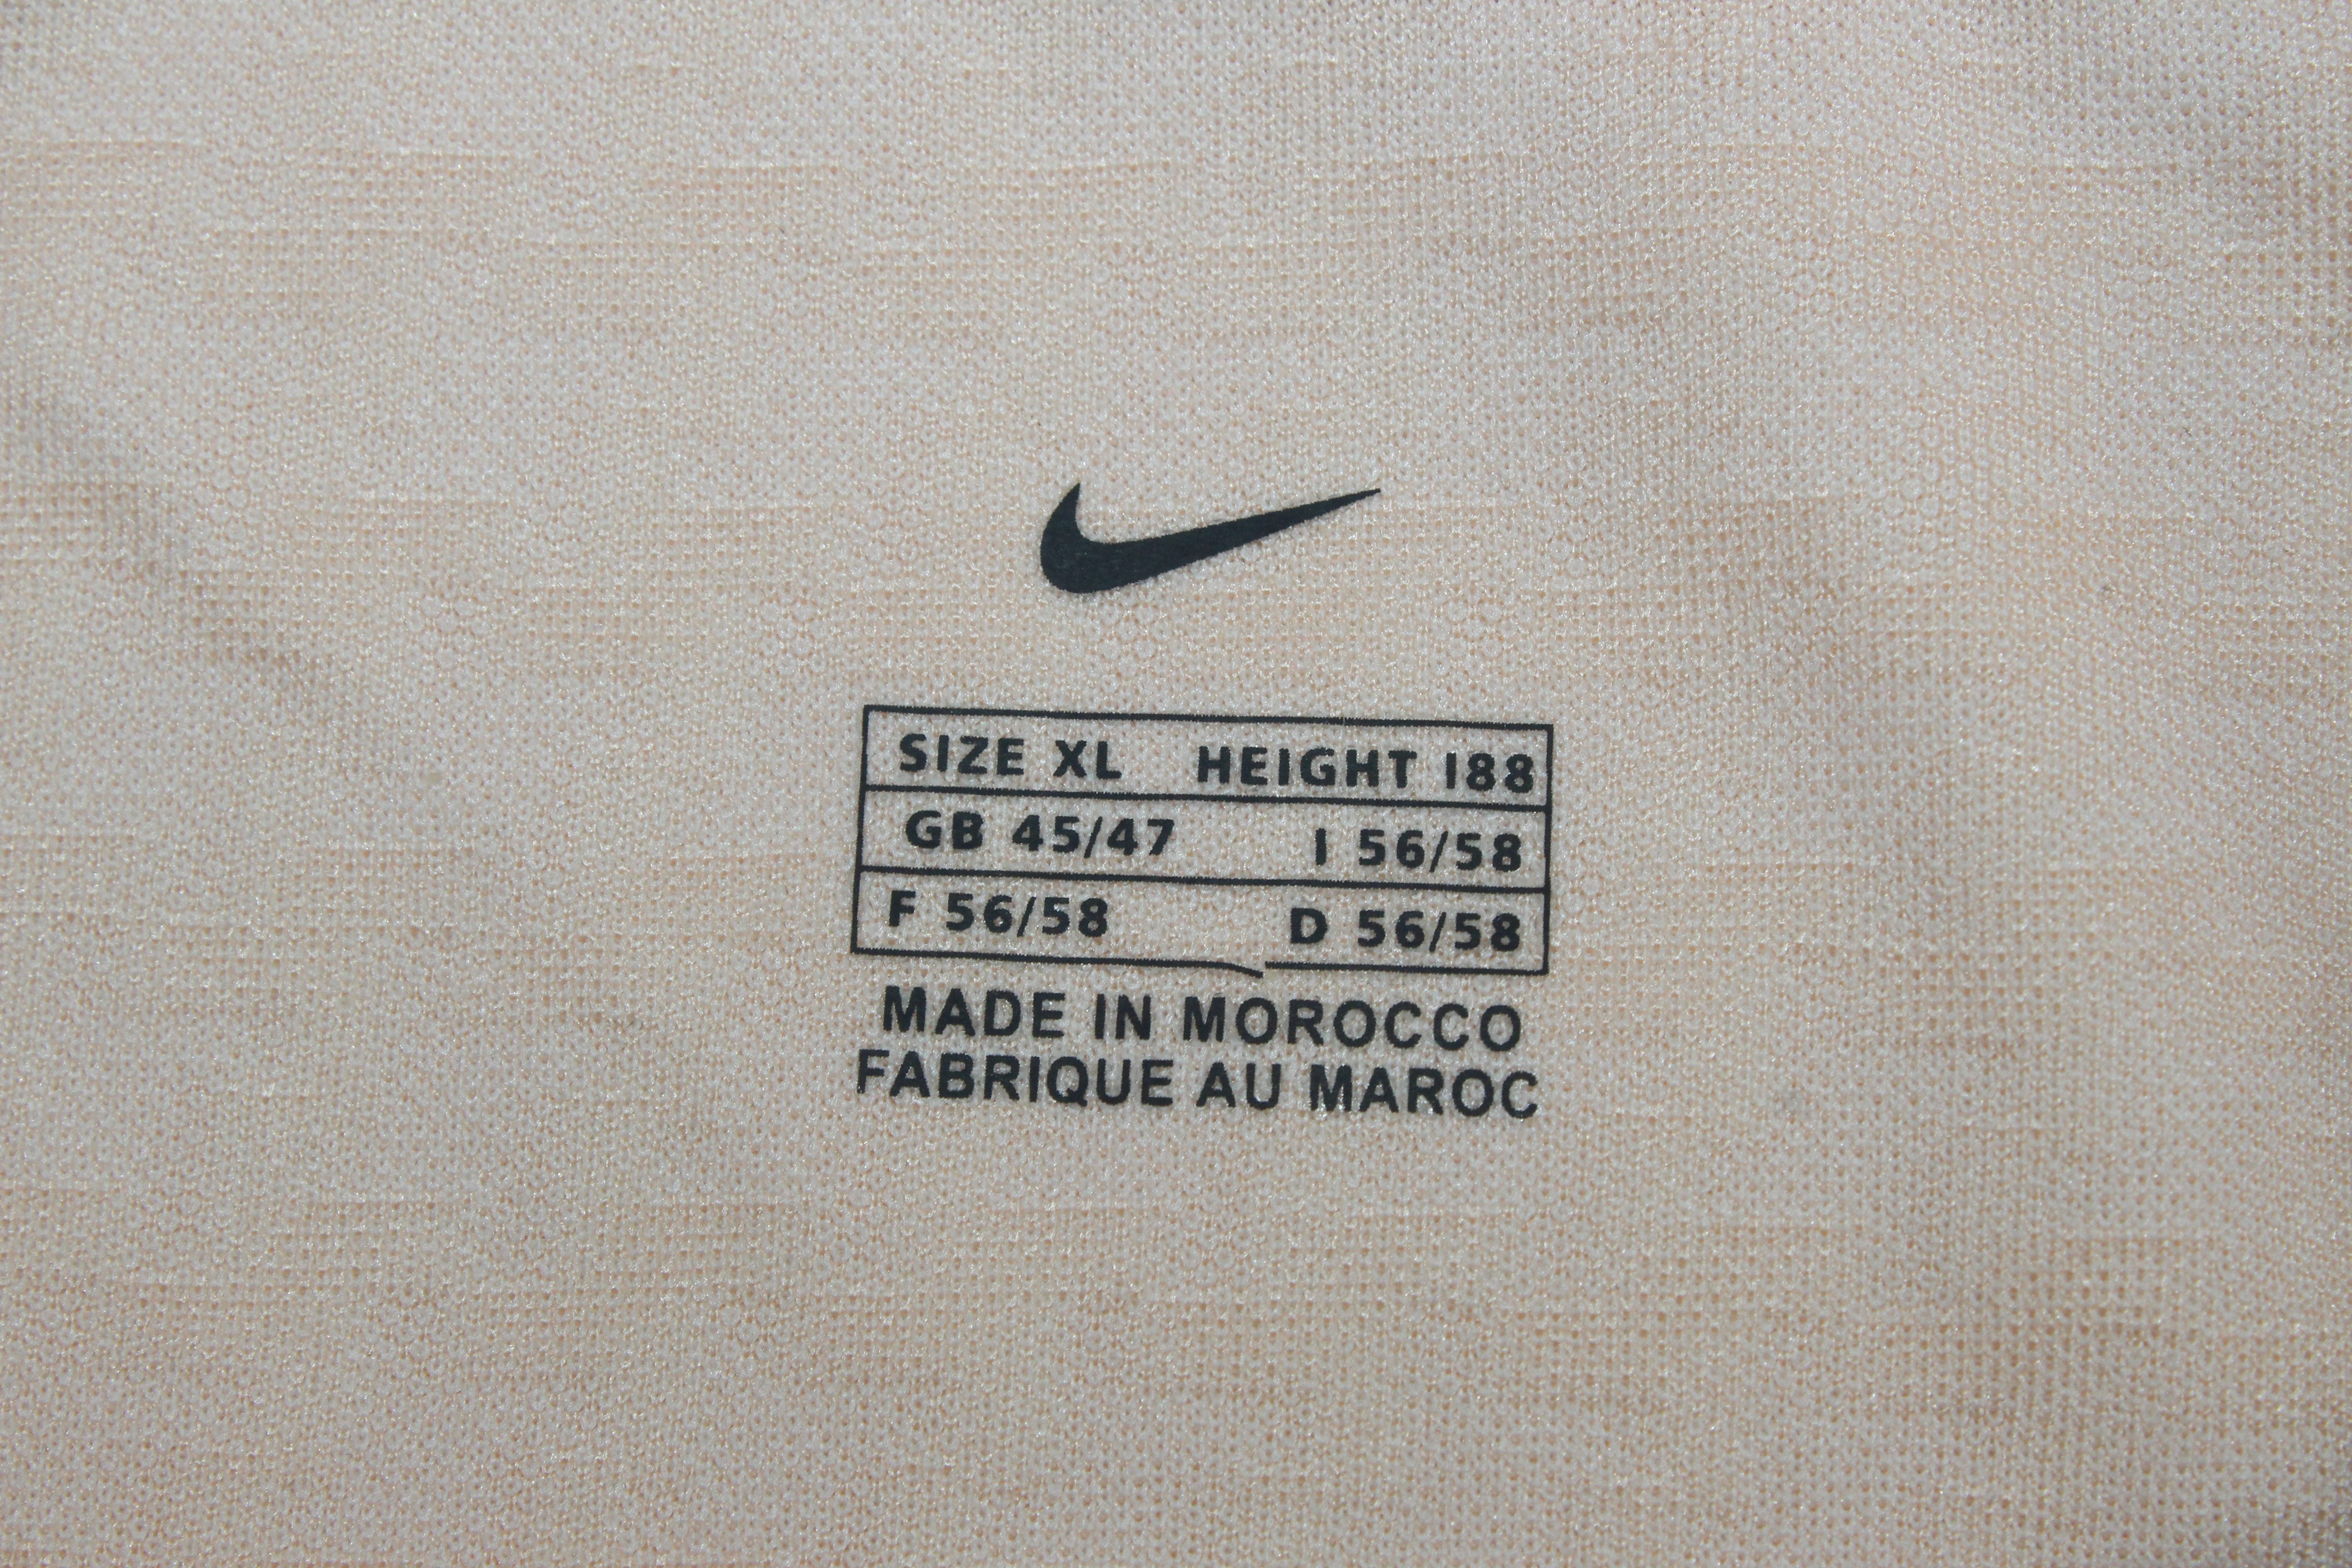 SIZE XL HEIGHT 188
GB 45/47 I 56/58
F 56/58 D 56/58
MADE IN MOROCCO
FABRIQUE AU MAROC